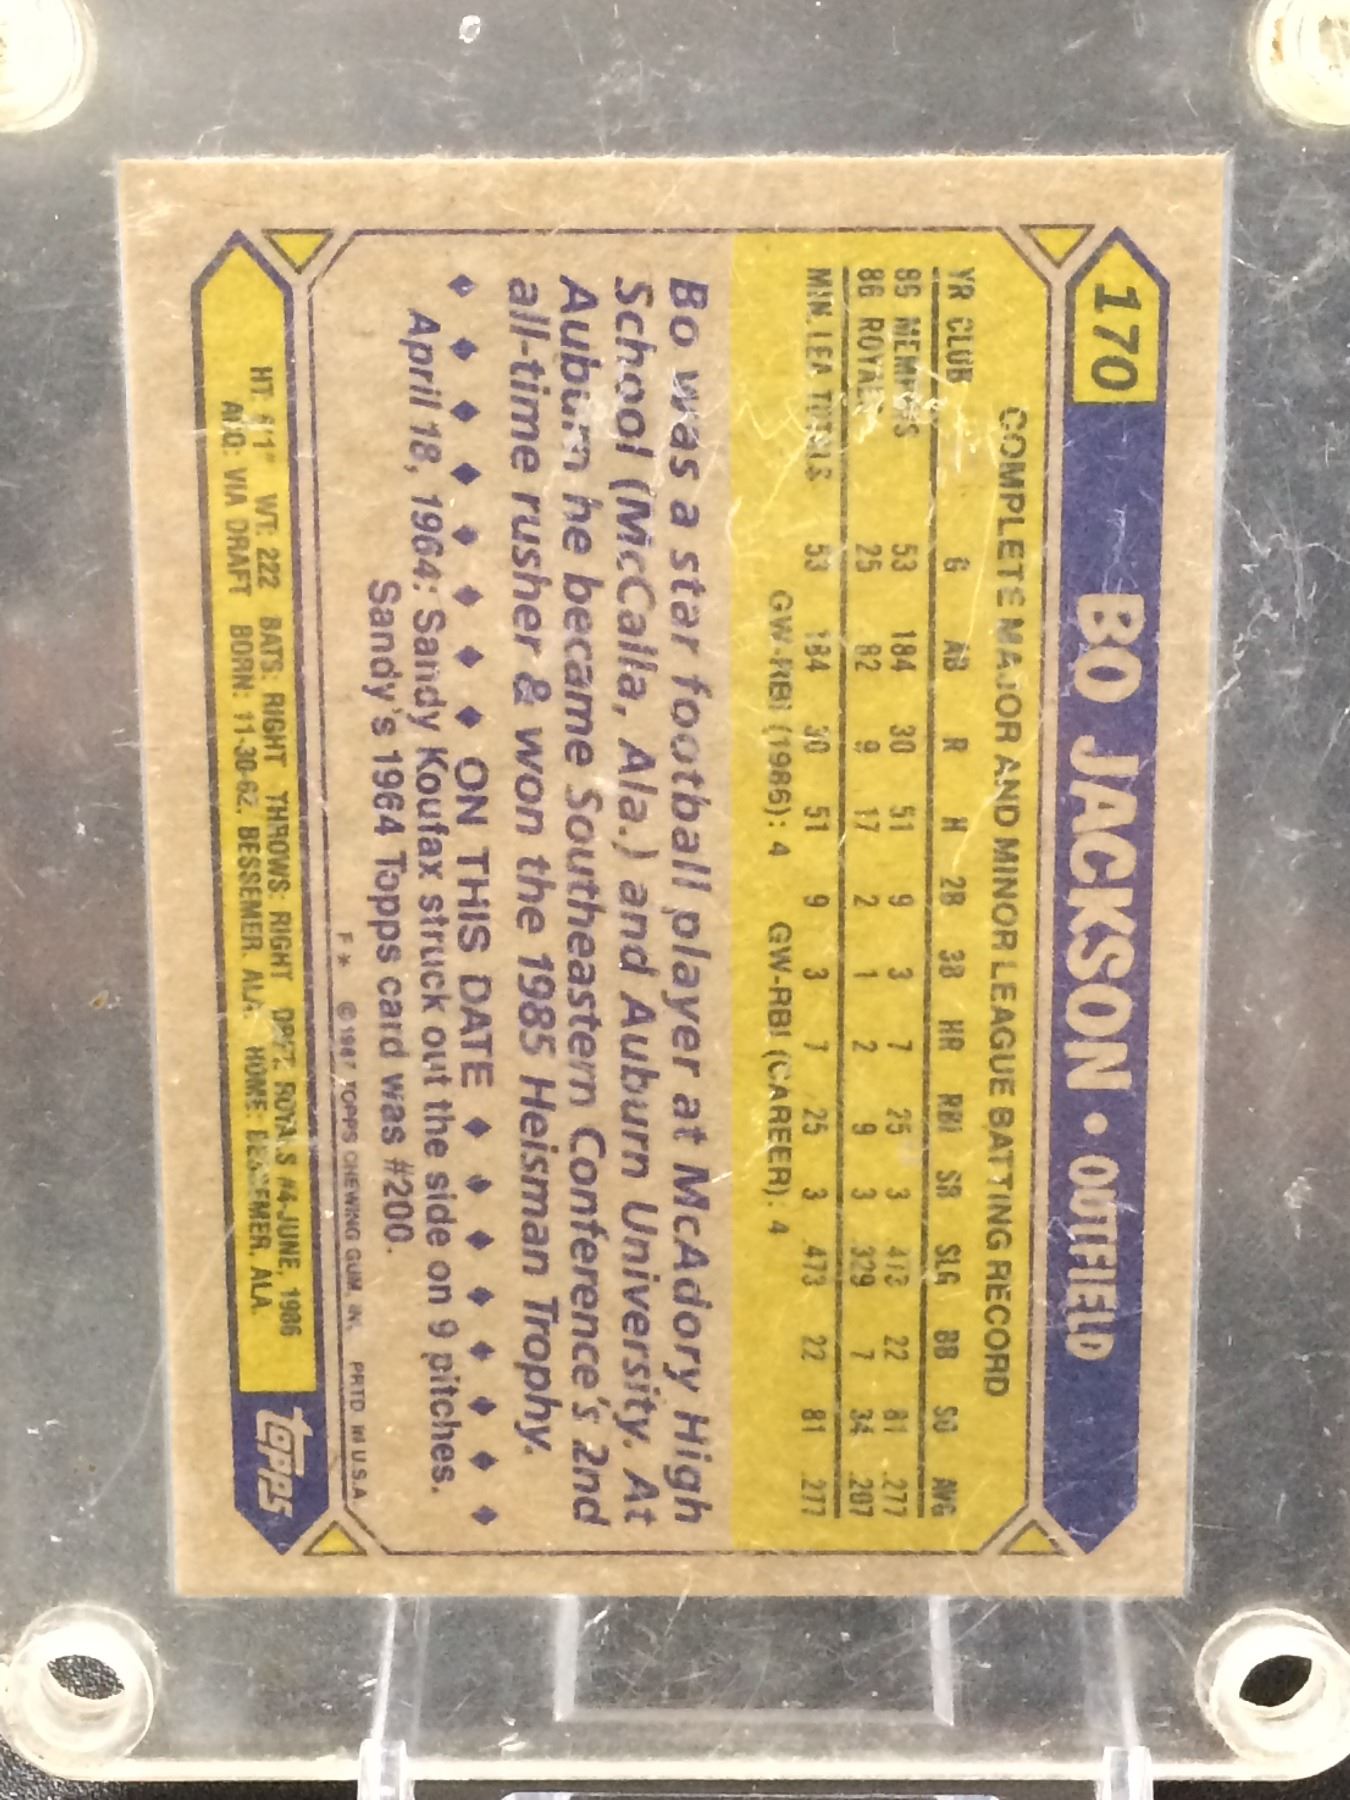 170 BO JACKSON • OUTFIELD
COMPLETE MAJOR AND MINOR LEAGUE BATTING RECORD
YR CLUB G AB R H 2B 3B HR RBI SB SLG BB SO AVG
86 MEMPHIS 53 184 30 51 9 3 7 25 3 .473 22 81 .277
86 ROYALS 25 82 9 17 2 1 2 9 3 .329 7 34 .207
MIN. LEA. TOTALS 53 184 30 51 9 3 7 25 3 .473 22 81 .277
GW-RBI (1986): 4 GW-RBI (CAREER): 4
Bo was a star football player at McAdory High
School (McCalla, Ala.) and Auburn University. At
Auburn he became Southeastern Conference's 2nd
all-time rusher & won the 1985 Heisman Trophy.
ON THIS DATE
April 18, 1964: Sandy Koufax struck out the side on 9 pitches.
Sandy's 1964 Topps card was #200.
F* © 1987 TOPPS CHEWING GUM, INC. PRTD. IN U.S.A.
HT: 6'1" WT: 222 BATS: RIGHT THROWS: RIGHT DRFT: ROYALS #4-JUNE, 1986
ACQ: VIA DRAFT BORN: 11-30-62, BESSEMER, ALA. HOME: BESSEMER, ALA.
topps